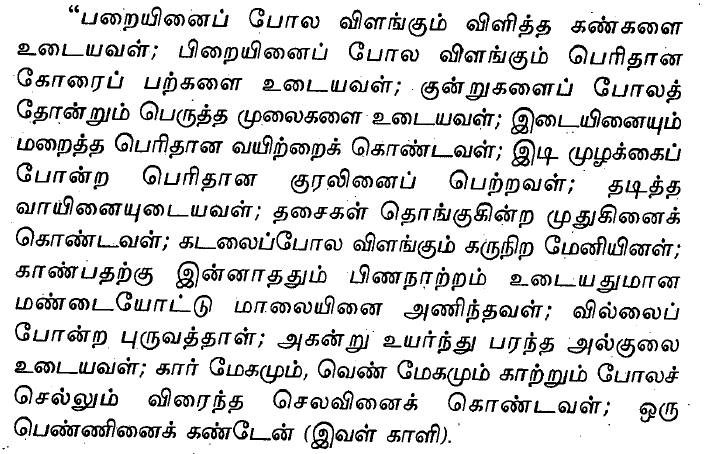 “பறையினைப் போல விளங்கும் விளித்த கண்களை
உடையவள்; பிறையினைப் போல விளங்கும் பெரிதான
கோரைப் பற்களை உடையவள்; குன்றுகளைப் போலத்
தோன்றும் பெருத்த முலைகளை உடையவள்; இடையினையும்
மறைத்த பெரிதான வயிற்றைக் கொண்டவள்; இடி முழக்கைப்
போன்ற பெரிதான குரலினைப் பெற்றவள்; தடித்த
வாயினையுடையவள்; தசைகள் தொங்குகின்ற முதுகினைக்
கொண்டவள்; கடலைப்போல விளங்கும் கருநிற மேனியினள்;
காண்பதற்கு இன்னாததும் பிணநாற்றம் உடையதுமான
மண்டையோட்டு மாலையினை அணிந்தவள்; வில்லைப்
போன்ற புருவத்தாள்; அகன்று உயர்ந்து பரந்த அல்குலை
உடையவள்; கார் மேகமும், வெண் மேகமும் காற்றும் போலச்
செல்லும் விரைந்த செலவினைக் கொண்டவள்; ஒரு
பெண்ணினைக் கண்டேன் (இவள் காளி).